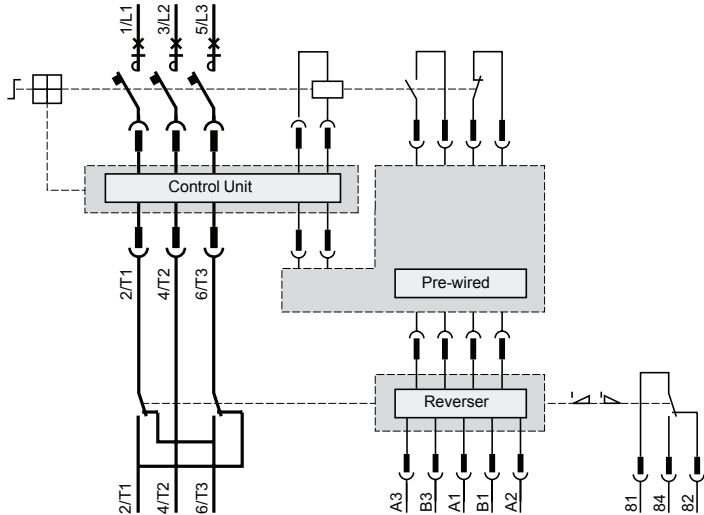 1/L1 3/L2 5/L3
Control Unit
2/T1 4/T2 6/T3
Pre-wired
Reverser
2/T1 4/T2 6/T3
A3 B3 A1 B1 A2
81 84 82